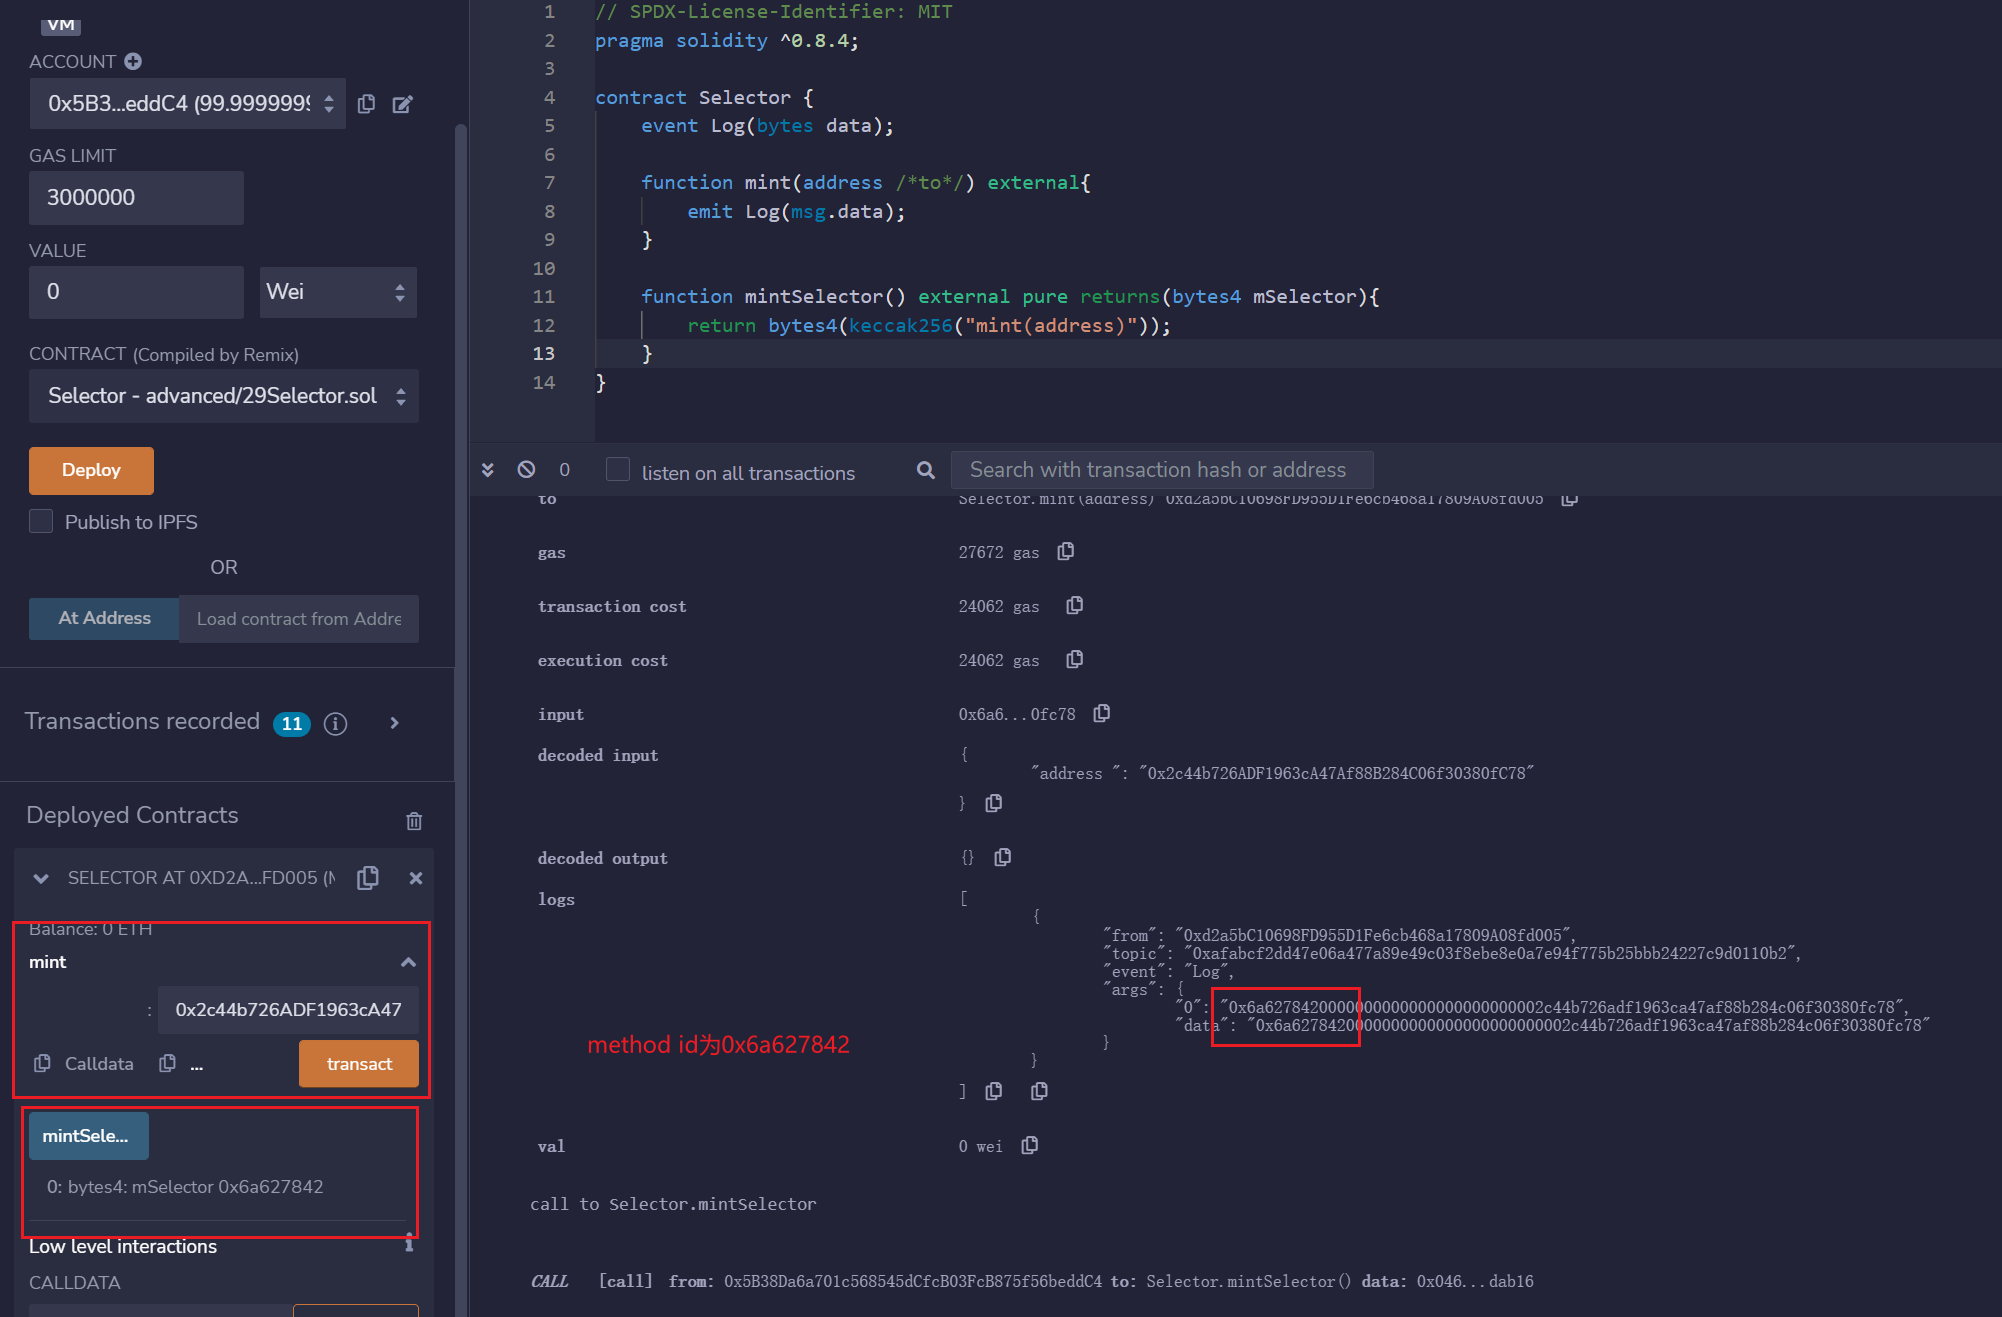 VM
ACCOUNT
0x5B3...eddC4 (99.9999999
GAS LIMIT
3000000
VALUE
0
Wei
CONTRACT (Compiled by Remix)
Selector - advanced/29Selector.sol
Deploy
Publish to IPFS
OR
At Address
Load contract from Addre
Transactions recorded 11 i
Deployed Contracts
SELECTOR AT 0XD2A...FD005 (M
Balance: 0 ETH
mint
: 0x2c44b726ADF1963cA47
Calldata ... transact
mintSele...
0: bytes4: mSelector 0x6a627842
Low level interactions i
CALLDATA
1 // SPDX-License-Identifier: MIT
2 pragma solidity ^0.8.4;
3
4 contract Selector {
5 event Log(bytes data);
6
7 function mint(address /*to*/) external{
8 emit Log(msg.data);
9 }
10
11 function mintSelector() external pure returns(bytes4 mSelector){
12 return bytes4(keccak256("mint(address)"));
13 }
14 }
0 listen on all transactions Search with transaction hash or address
to Selector.mint(address) 0xd2a5bC10698FD955D1Fe6cb468a17809A08fd005
gas 27672 gas
transaction cost 24062 gas
execution cost 24062 gas
input 0x6a6...0fc78
decoded input {
"address ": "0x2c44b726ADF1963cA47Af88B284C06f30380fC78"
}
decoded output {}
logs [
{
"from": "0xd2a5bC10698FD955D1Fe6cb468a17809A08fd005",
"topic": "0xafabcf2dd47e06a477a89e49c03f8ebe8e0a7e94f775b25bbb24227c9d0110b2",
"event": "Log",
"args": {
"0": "0x6a6278420000000000000000000000002c44b726adf1963ca47af88b284c06f30380fc78",
"data": "0x6a6278420000000000000000000000002c44b726adf1963ca47af88b284c06f30380fc78"
method id为0x6a627842
}
}
]
val 0 wei
call to Selector.mintSelector
CALL [call] from: 0x5B38Da6a701c568545dCfcB03FcB875f56beddC4 to: Selector.mintSelector() data: 0x046...dab16